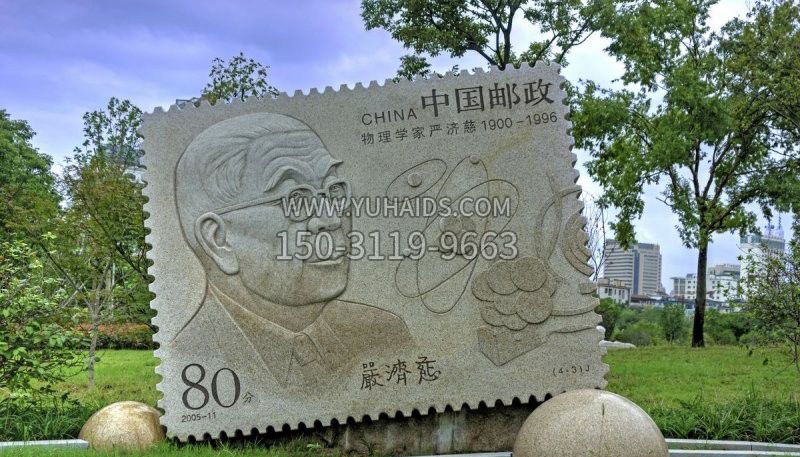 CHINA 中国邮政
物理学家严济慈 1900-1996
WWW.YUHAIDS.COM
150-3119-9663
80分
嚴濟慈
2005-11
(4-3)J